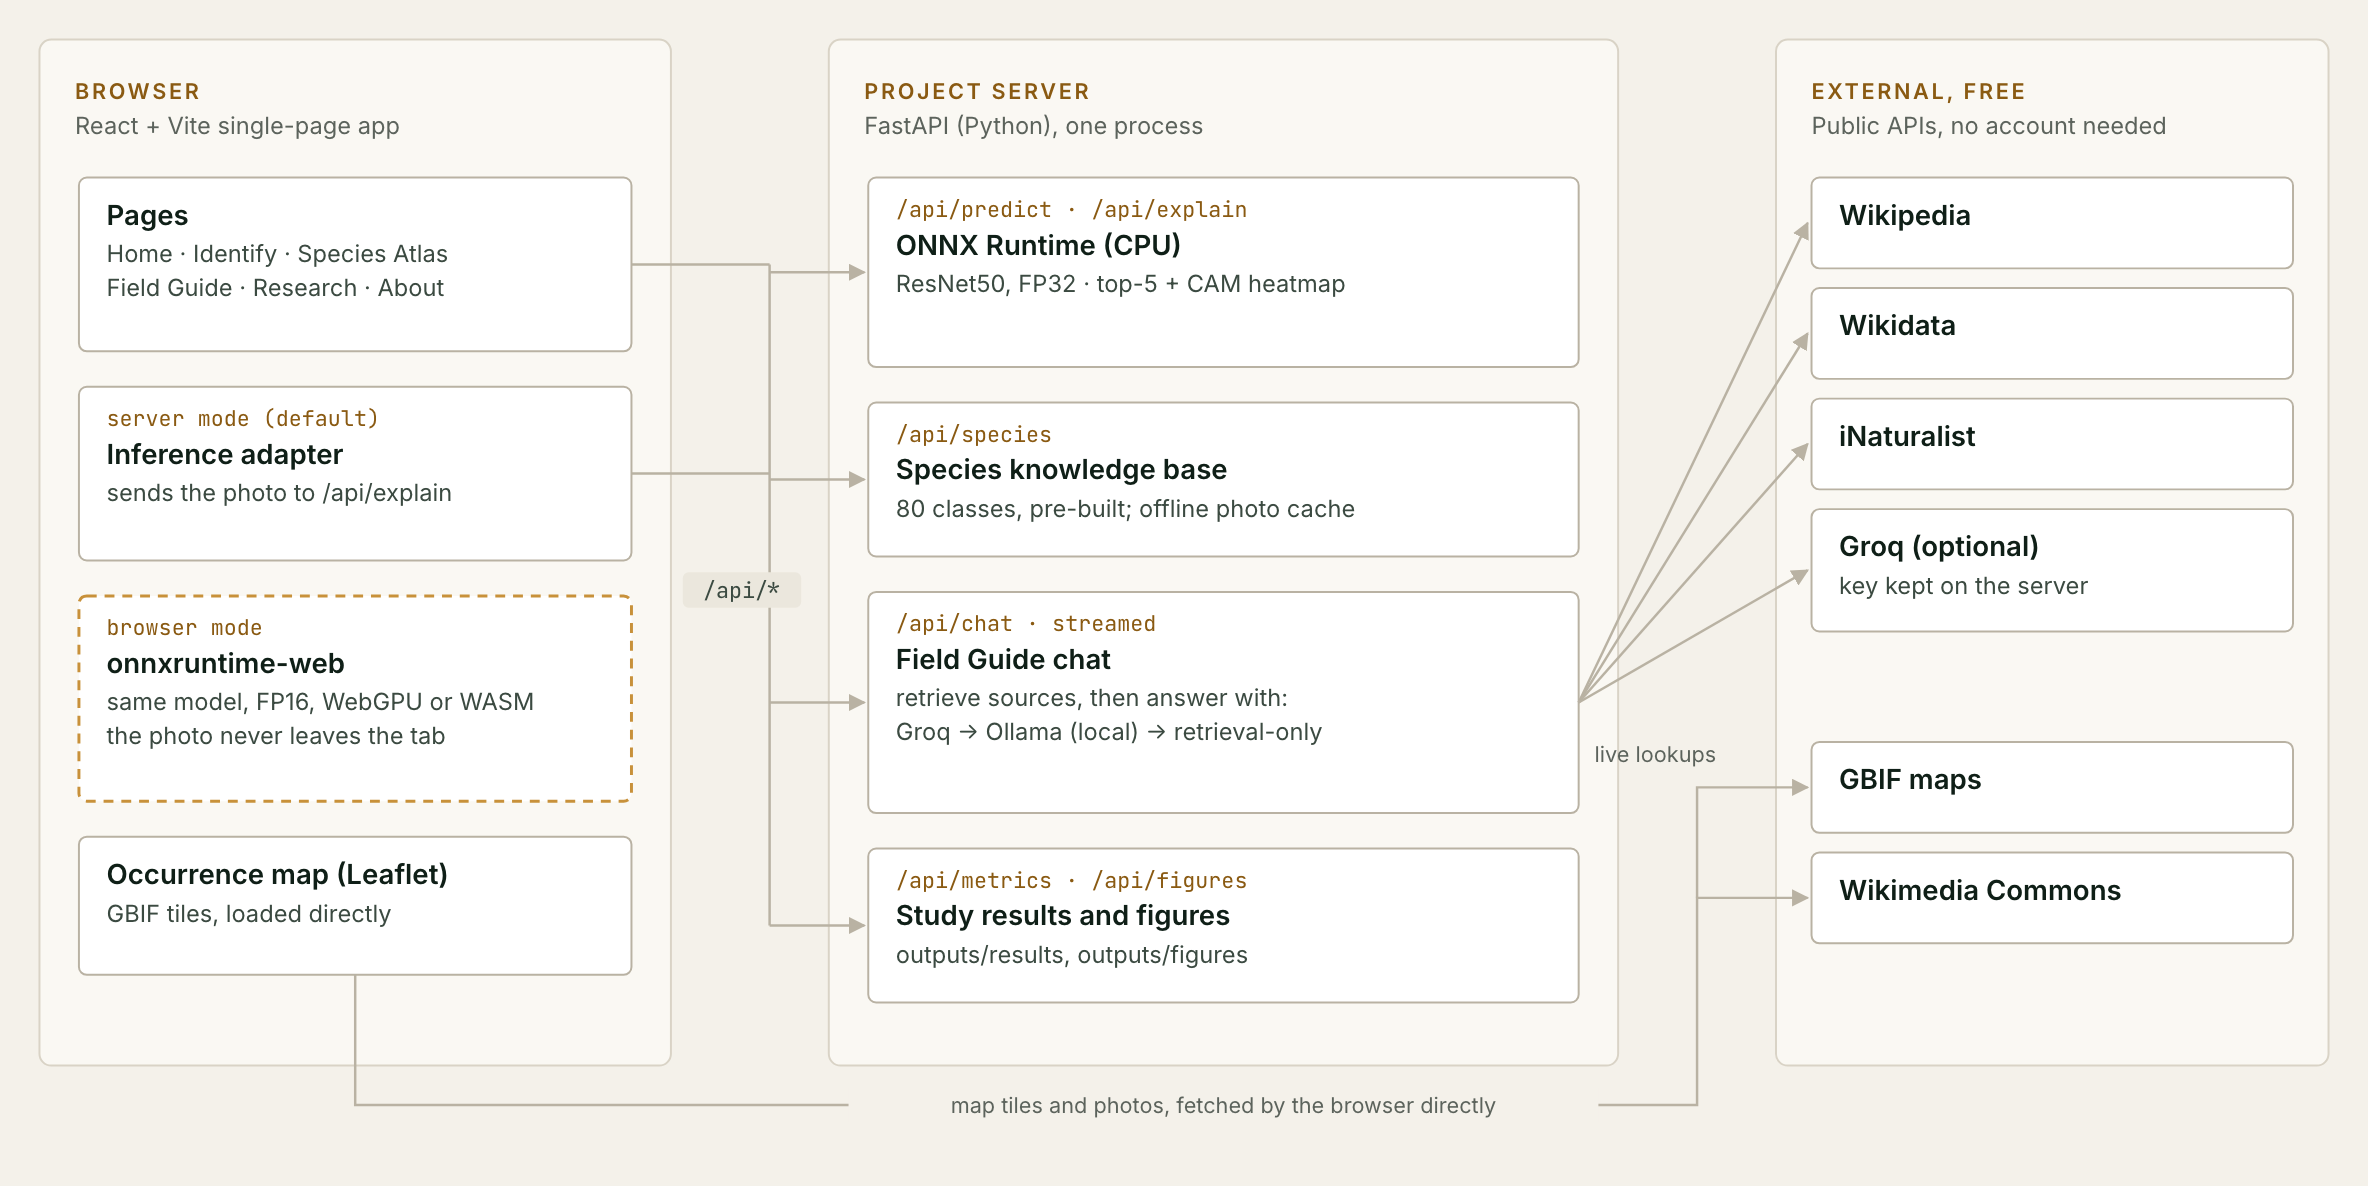 BROWSER
React + Vite single-page app
Pages
Home · Identify · Species Atlas
Field Guide · Research · About
server mode (default)
Inference adapter
sends the photo to /api/explain
browser mode
onnxruntime-web
same model, FP16, WebGPU or WASM
the photo never leaves the tab
Occurrence map (Leaflet)
GBIF tiles, loaded directly
/api/*
PROJECT SERVER
FastAPI (Python), one process
/api/predict · /api/explain
ONNX Runtime (CPU)
ResNet50, FP32 · top-5 + CAM heatmap
/api/species
Species knowledge base
80 classes, pre-built; offline photo cache
/api/chat · streamed
Field Guide chat
retrieve sources, then answer with:
Groq → Ollama (local) → retrieval-only
/api/metrics · /api/figures
Study results and figures
outputs/results, outputs/figures
live lookups
EXTERNAL, FREE
Public APIs, no account needed
Wikipedia
Wikidata
iNaturalist
Groq (optional)
key kept on the server
GBIF maps
Wikimedia Commons
map tiles and photos, fetched by the browser directly